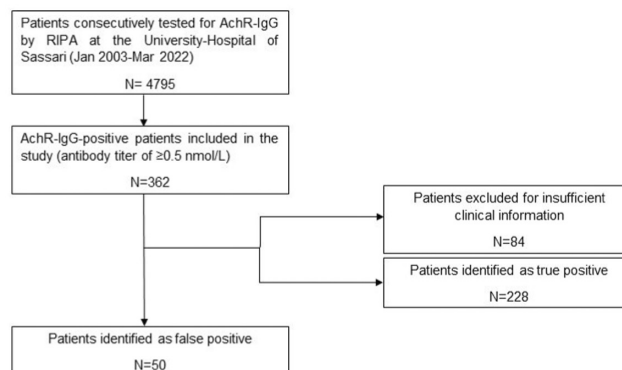 Patients consecutively tested for AchR-IgG
by RIPA at the University-Hospital of
Sassari (Jan 2003-Mar 2022)
N= 4795
AchR-IgG-positive patients included in the
study (antibody titer of ≥0.5 nmol/L)
N=362
Patients excluded for insufficient
clinical information
N=84
Patients identified as true positive
N=228
Patients identified as false positive
N=50